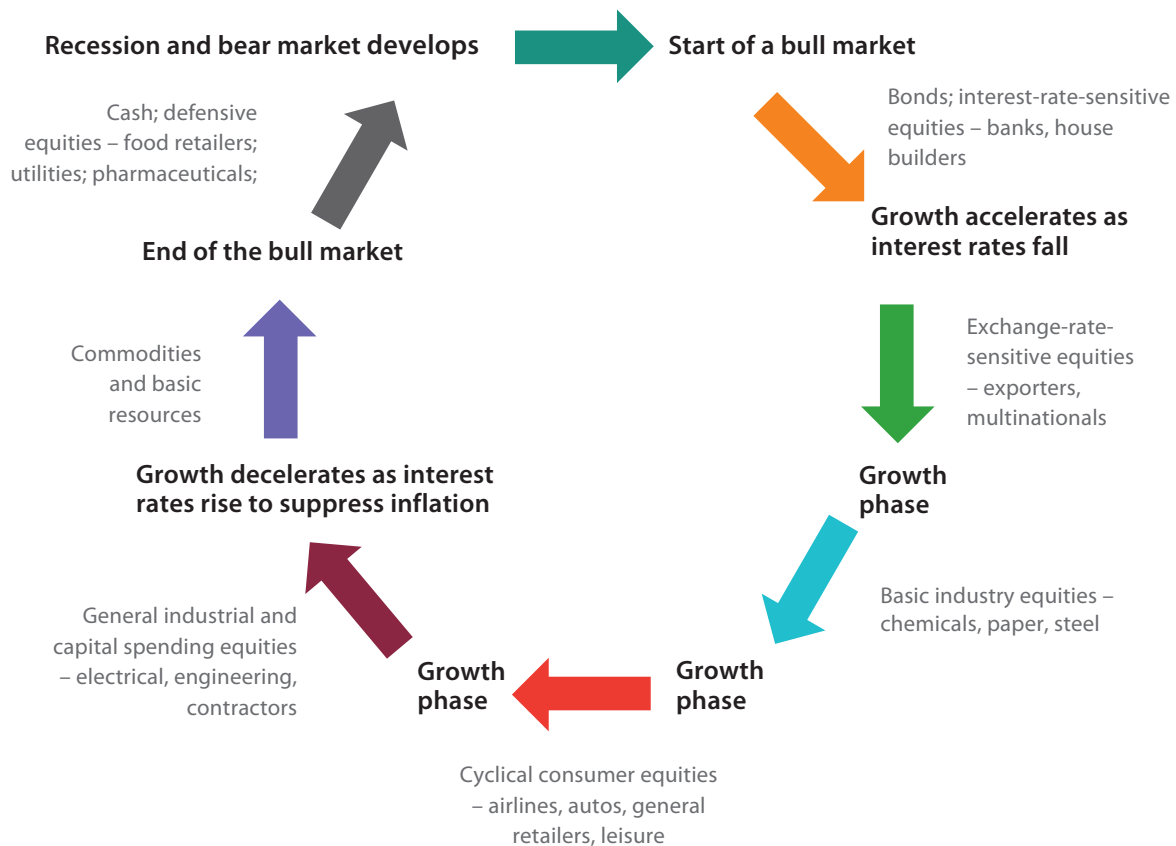 Recession and bear market develops
Start of a bull market
Bonds; interest-rate-sensitive
equities – banks, house
builders
Growth accelerates as
interest rates fall
Exchange-rate-
sensitive equities
– exporters,
multinationals
Growth
phase
Basic industry equities –
chemicals, paper, steel
Growth
phase
Cyclical consumer equities
– airlines, autos, general
retailers, leisure
Growth
phase
General industrial and
capital spending equities
– electrical, engineering,
contractors
Growth decelerates as interest
rates rise to suppress inflation
Commodities
and basic
resources
End of the bull market
Cash; defensive
equities – food retailers;
utilities; pharmaceuticals;